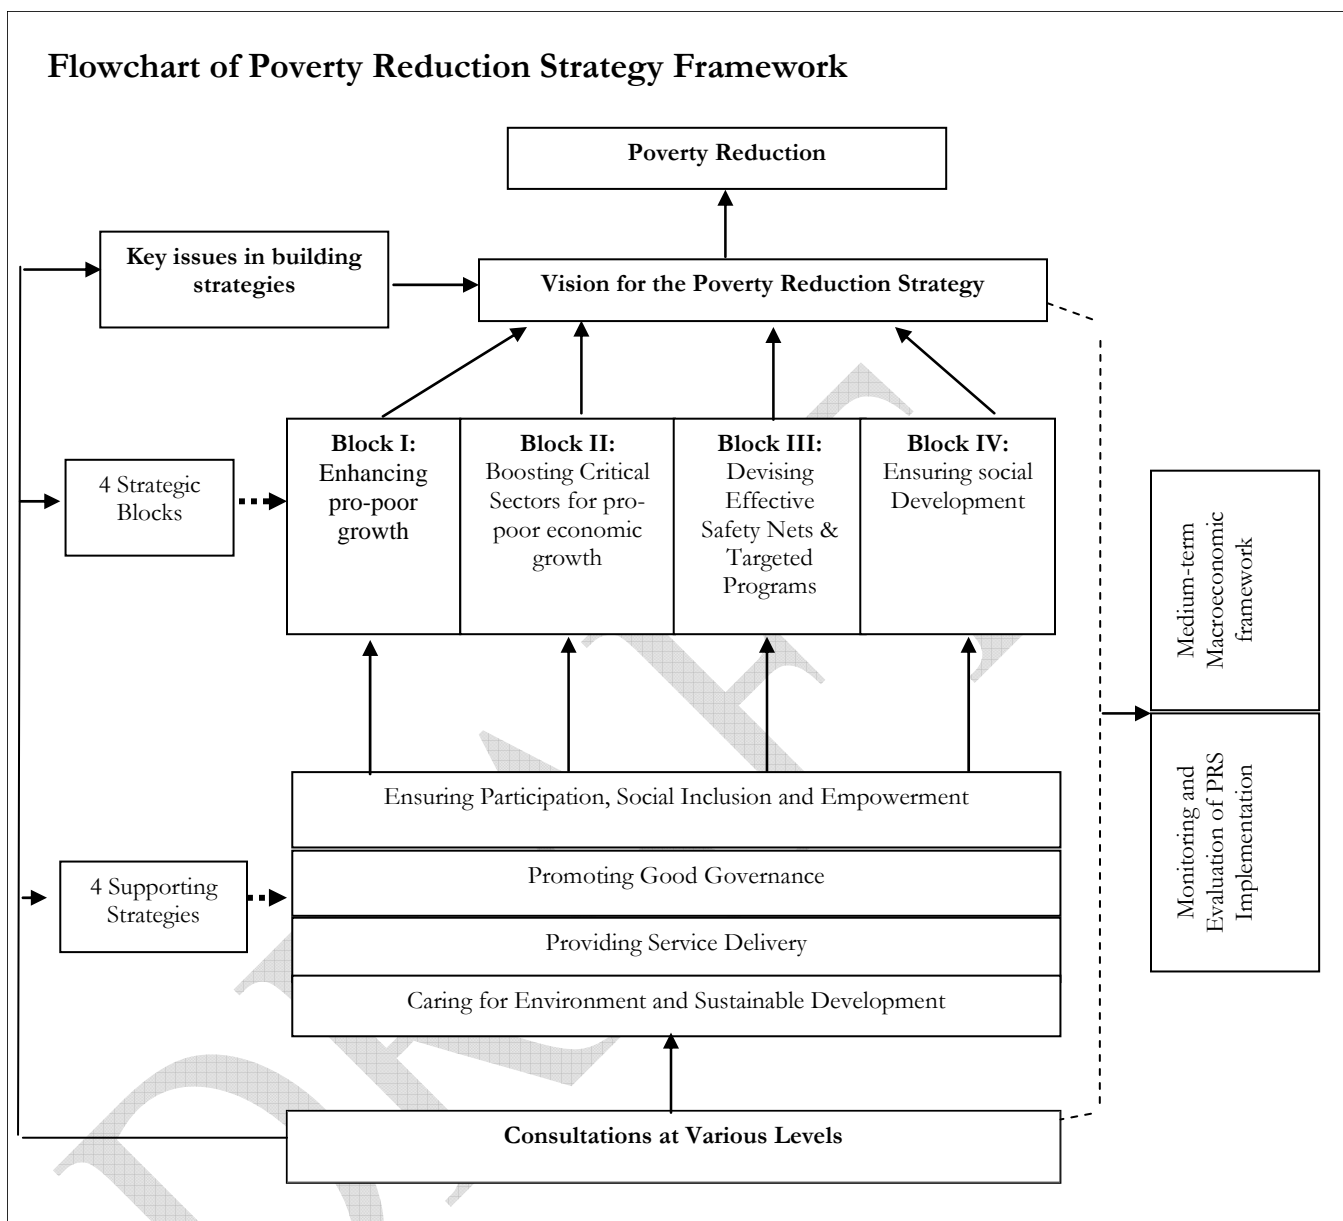 Flowchart of Poverty Reduction Strategy Framework
Poverty Reduction
Key issues in building
strategies
Vision for the Poverty Reduction Strategy
4 Strategic
Blocks
Block I:
Enhancing
pro-poor
growth
Block II:
Boosting Critical
Sectors for pro-
poor economic
growth
Block III:
Devising
Effective
Safety Nets &
Targeted
Programs
Block IV:
Ensuring social
Development
Medium-term
Macroeconomic
framework
Monitoring and
Evaluation of PRS
Implementation
4 Supporting
Strategies
Ensuring Participation, Social Inclusion and Empowerment
Promoting Good Governance
Providing Service Delivery
Caring for Environment and Sustainable Development
Consultations at Various Levels
DRAFT